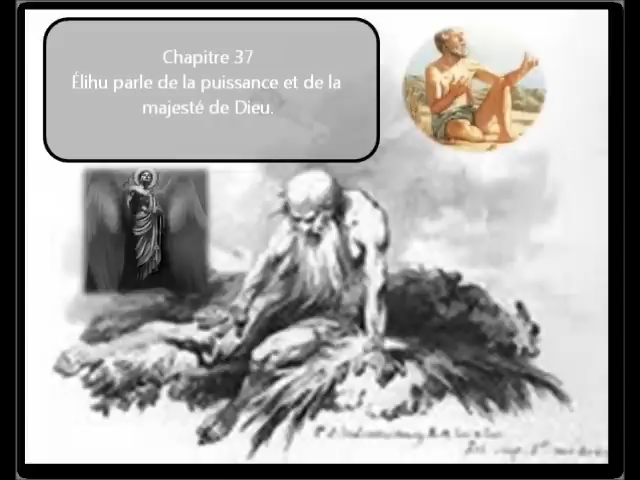 Chapitre 37
Élihu parle de la puissance et de la
majesté de Dieu.